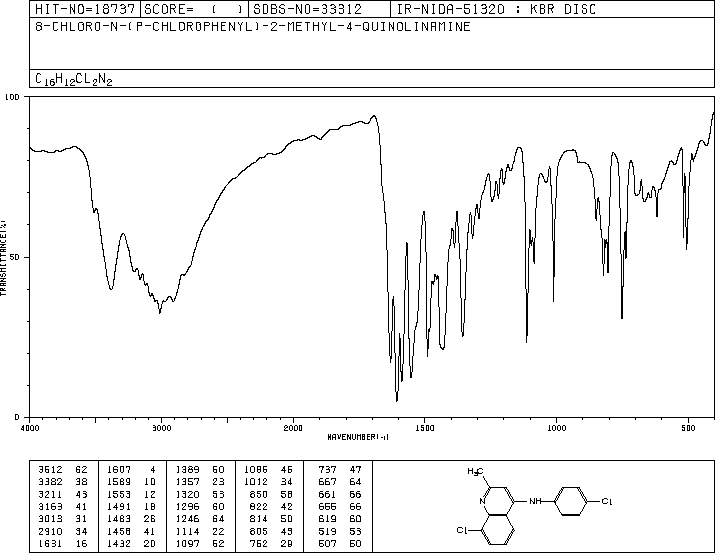 HIT-NO=18737 SCORE= ( ) SDBS-NO=33312 IR-NIDA-51320 : KBR DISC
8-CHLORO-N-(P-CHLOROPHENYL)-2-METHYL-4-QUINOLINAMINE
C16H12CL2N2
100
50
0
TRANSMITTANCE(%)
4000 3000 2000 1500 1000 500
WAVENUMBER(-1)
3512 62 1607 4 1389 60 1086 46 737 47
3382 38 1589 10 1357 23 1012 34 667 64
3211 43 1553 12 1320 53 850 58 661 66
3163 41 1491 18 1296 60 822 42 655 66
3013 31 1463 26 1246 64 814 50 619 60
2910 34 1458 41 1114 22 805 43 519 53
1631 16 1432 20 1097 52 752 29 507 50
H3C
N
NH
Cl
Cl